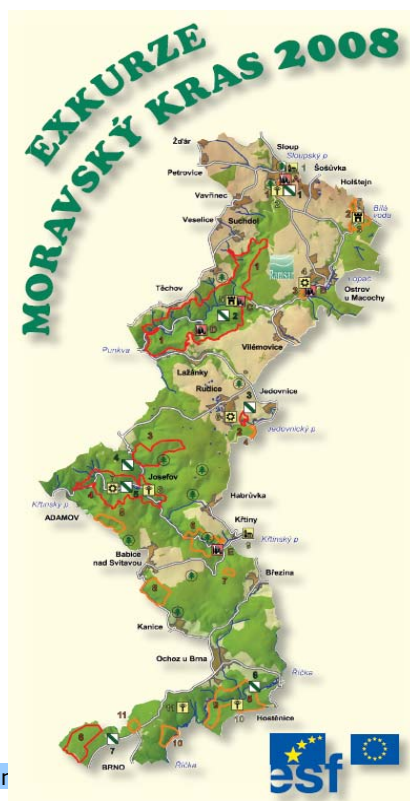 EXKURZE
MORAVSKÝ KRAS 2008
Žďár
Sloup
Sloupský p
Petrovice
Šošůvka
Vavřinec
Holštejn
Bílá
voda
Veselice
Suchdol
Ramsar
Lopač
Ostrov
u Macochy
Těchov
Punkva
Vilémovice
Lažánky
Rudice
Jedovnice
Jedovnický p
Josefov
Křtinský p
ADAMOV
Habrůvka
Křtiny
Křtinský p
Babice
nad Svitavou
Březina
Kanice
Ochoz u Brna
Říčka
Hostěnice
BRNO
Říčka
esf